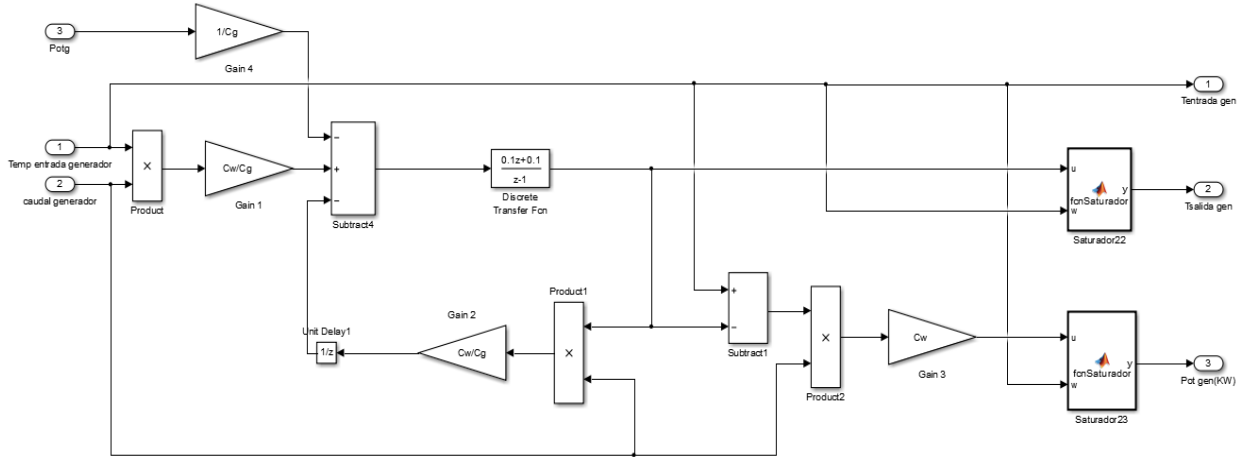 3
Potg
1/Cg
Gain 4
1
Tentrada gen
1
Temp entrada generador
2
caudal generador
×
Product
Cw/Cg
Gain 1
−
+
−
Subtract4
0.1z+0.1
z-1
Discrete
Transfer Fcn
u
w
fcnSaturador
y
Saturador22
2
Tsalida gen
Unit Delay1
1/z
Gain 2
Cw/Cg
Product1
×
+
−
Subtract1
×
Product2
Cw
Gain 3
u
w
fcnSaturador
y
Saturador23
3
Pot gen(KW)